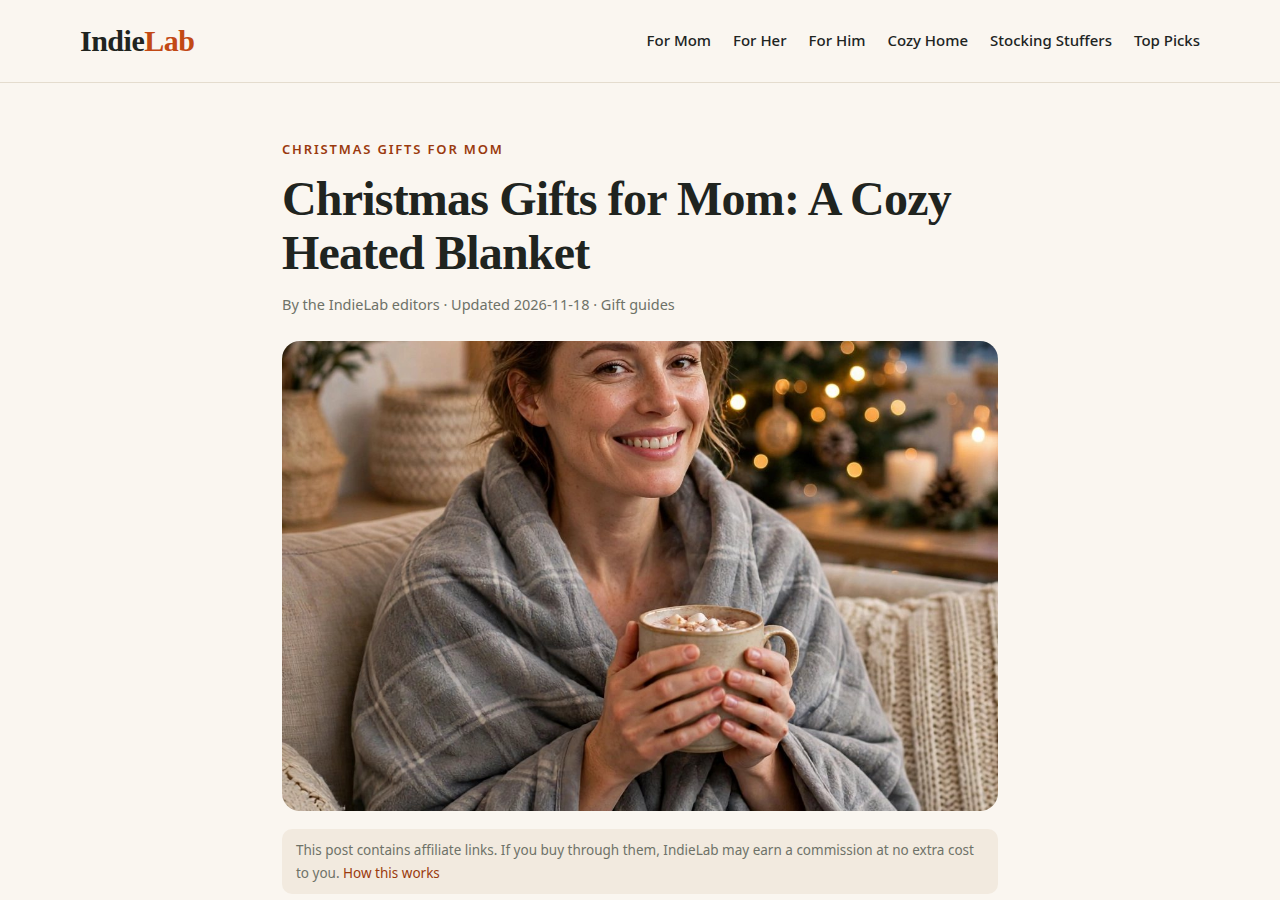 IndieLab
For Mom For Her For Him Cozy Home Stocking Stuffers Top Picks
CHRISTMAS GIFTS FOR MOM
Christmas Gifts for Mom: A Cozy
Heated Blanket
By the IndieLab editors · Updated 2026-11-18 · Gift guides
This post contains affiliate links. If you buy through them, IndieLab may earn a commission at no extra cost
to you. How this works